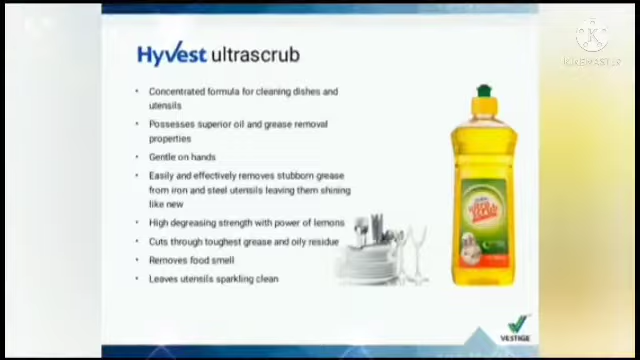 HyVest ultrascrub
• Concentrated formula for cleaning dishes and
utensils
• Possesses superior oil and grease removal
properties
• Gentle on hands
• Easily and effectively removes stubborn grease
from iron and steel utensils leaving them shining
like new
• High degreasing strength with power of lemons
• Cuts through toughest grease and oily residue
• Removes food smell
• Leaves utensils sparkling clean
KINEMASTER
VESTIGE